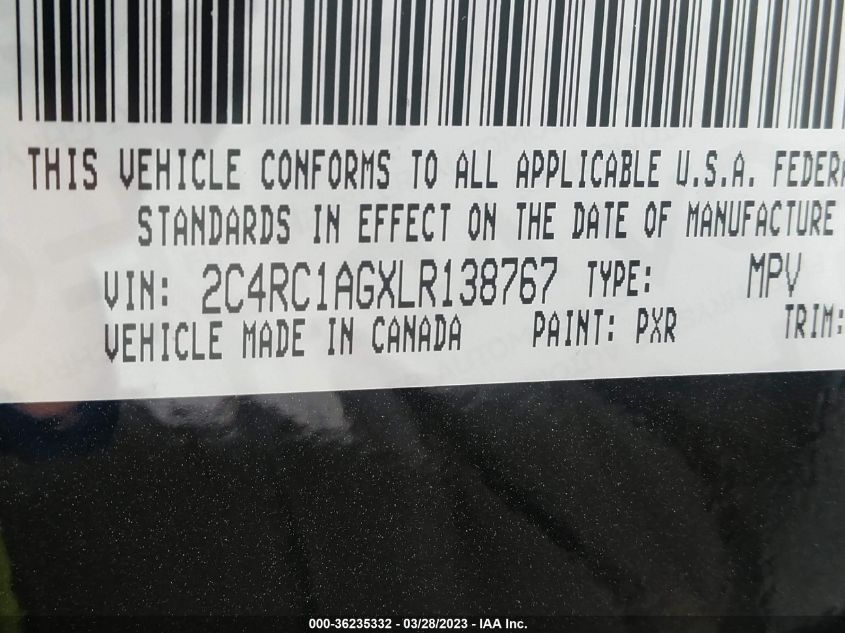 THIS VEHICLE CONFORMS TO ALL APPLICABLE U.S.A. FEDERA
STANDARDS IN EFFECT ON THE DATE OF MANUFACTURE
VIN: 2C4RC1AGXLR138767 TYPE: MPV
VEHICLE MADE IN CANADA PAINT: PXR TRIM:
000-36235332 - 03/28/2023 - IAA Inc.